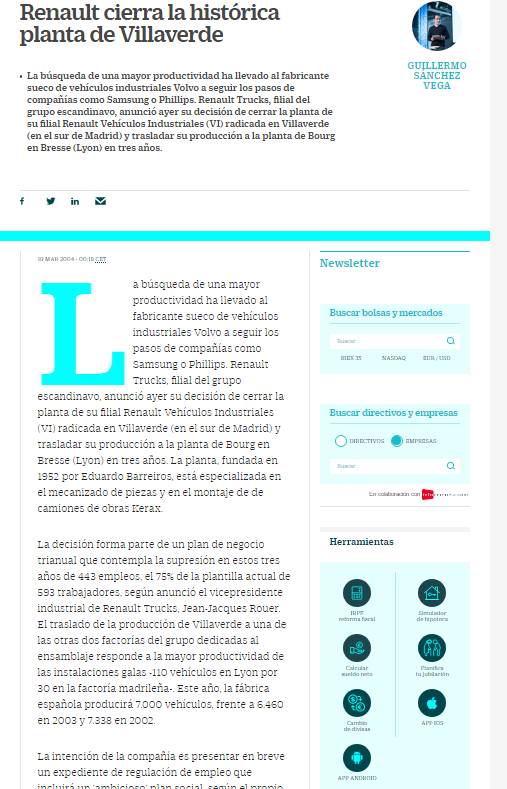 Renault cierra la histórica
planta de Villaverde
GUILLERMO
SÁNCHEZ
VEGA
La búsqueda de una mayor productividad ha llevado al fabricante
sueco de vehículos industriales Volvo a seguir los pasos de
compañías como Samsung o Phillips. Renault Trucks, filial del
grupo escandinavo, anunció ayer su decisión de cerrar la planta de
su filial Renault Vehículos Industriales (VI) radicada en Villaverde
(en el sur de Madrid) y trasladar su producción a la planta de Bourg
en Bresse (Lyon) en tres años.
19 MAR 2004 - 00:18 CET
La búsqueda de una mayor
productividad ha llevado al
fabricante sueco de vehículos
industriales Volvo a seguir los
pasos de compañías como
Samsung o Phillips. Renault
Trucks, filial del grupo
escandinavo, anunció ayer su decisión de cerrar la
planta de su filial Renault Vehículos Industriales
(VI) radicada en Villaverde (en el sur de Madrid) y
trasladar su producción a la planta de Bourg en
Bresse (Lyon) en tres años. La planta, fundada en
1952 por Eduardo Barreiros, está especializada en
el mecanizado de piezas y en el montaje de de
camiones de obras Kerax.
La decisión forma parte de un plan de negocio
trianual que contempla la supresión en estos tres
años de 443 empleos, el 75% de la plantilla actual de
593 trabajadores, según anunció el vicepresidente
industrial de Renault Trucks, Jean-Jacques Rouer.
El traslado de la producción de Villaverde a una de
las otras dos factorías del grupo dedicadas al
ensamblaje responde a la mayor productividad de
las instalaciones galas -110 vehículos en Lyon por
30 en la factoría madrileña-. Este año, la fábrica
española producirá 7.000 vehículos, frente a 6.460
en 2003 y 7.338 en 2002.
La intención de la compañía es presentar en breve
un expediente de regulación de empleo que
incluirá un 'ambicioso' plan social, según el propio
Newsletter
Buscar bolsas y mercados
Buscar
IBEX 35 NASDAQ EUR / USD
Buscar directivos y empresas
DIRECTIVOS EMPRESAS
Buscar
En colaboración con
Herramientas
IRPF
reforma fiscal
Simulador
de hipoteca
Calcular
sueldo neto
Planifica
tu jubilación
Cambio
de divisas
APP IOS
APP ANDROID